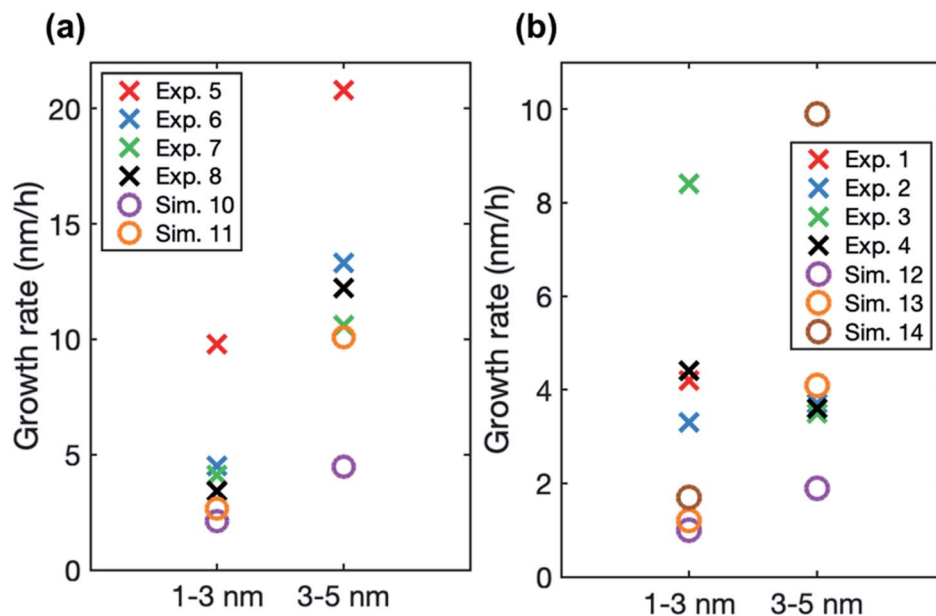 (a)
Growth rate (nm/h)
20
15
10
5
0
Exp. 5
Exp. 6
Exp. 7
Exp. 8
Sim. 10
Sim. 11
1-3 nm 3-5 nm
(b)
Growth rate (nm/h)
10
8
6
4
2
0
Exp. 1
Exp. 2
Exp. 3
Exp. 4
Sim. 12
Sim. 13
Sim. 14
1-3 nm 3-5 nm